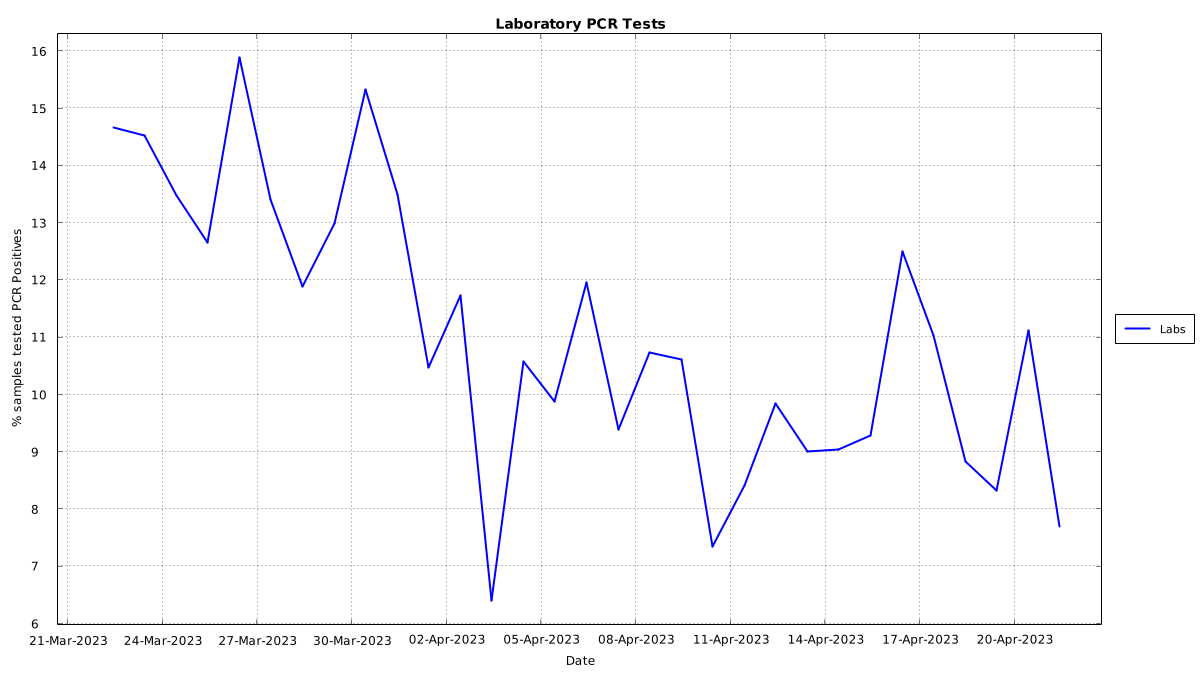 Laboratory PCR Tests
% samples tested PCR Positives
16
15
14
13
12
11
10
9
8
7
6
21-Mar-2023 24-Mar-2023 27-Mar-2023 30-Mar-2023 02-Apr-2023 05-Apr-2023 08-Apr-2023 11-Apr-2023 14-Apr-2023 17-Apr-2023 20-Apr-2023
Date
Labs